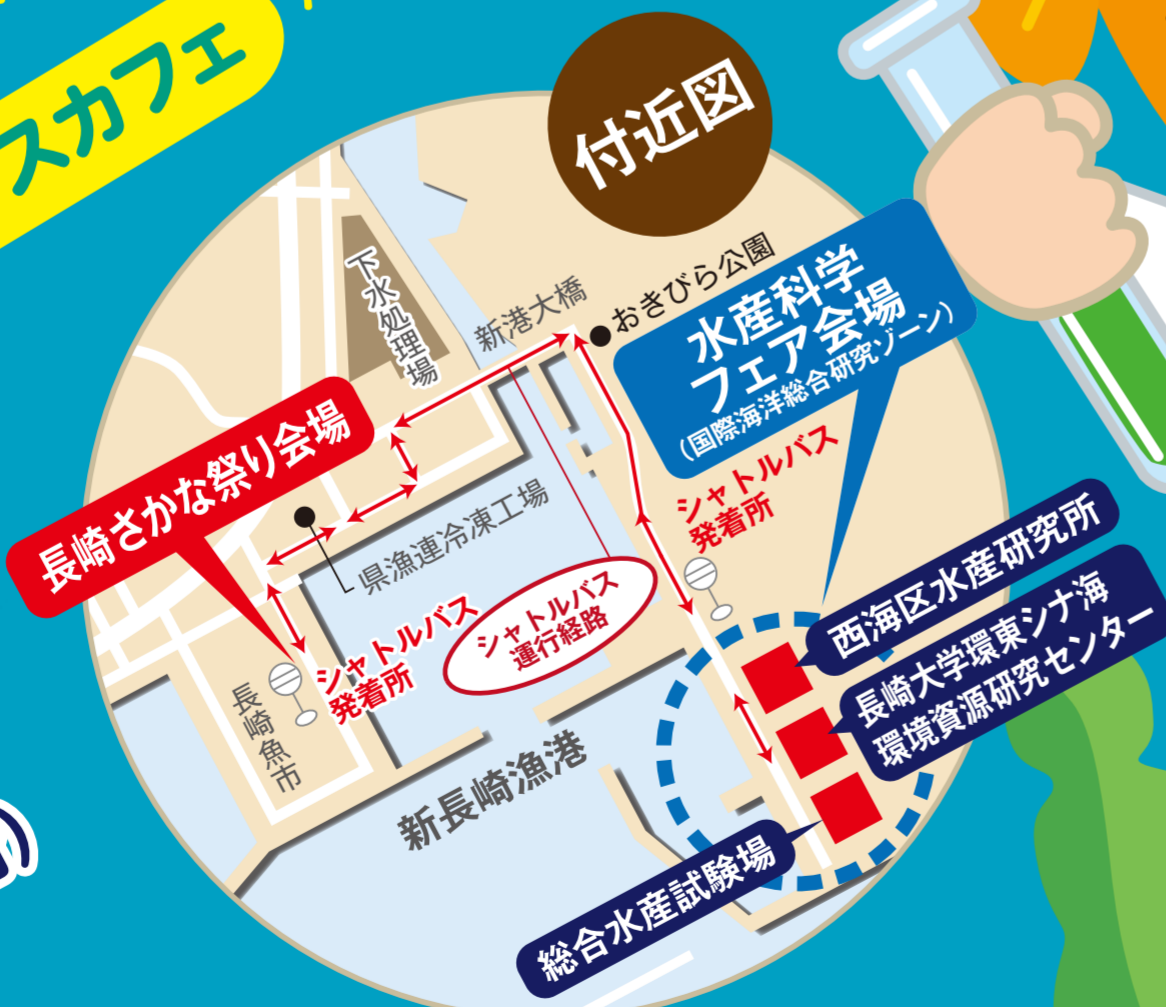 スカフェ
付近図
下水処理場
新港大橋
おきびら公園
水産科学
フェア会場
（国際海洋総合研究ゾーン）
長崎さかな祭り会場
県漁連冷凍工場
シャトルバス
発着所
シャトルバス
運行経路
シャトルバス
発着所
長崎魚市
新長崎漁港
西海区水産研究所
長崎大学環東シナ海
環境資源研究センター
総合水産試験場